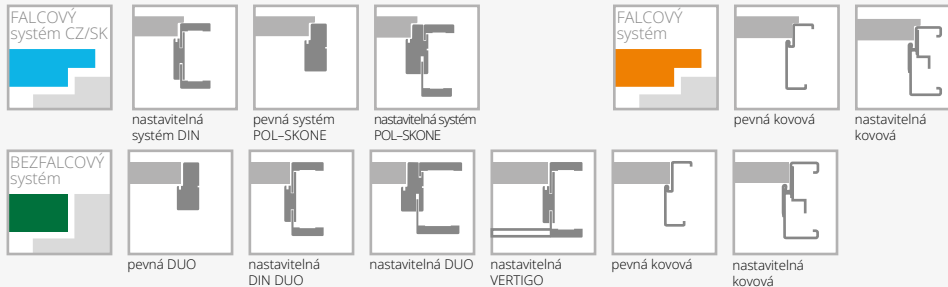 FALCOVÝ
systém CZ/SK
nastavitelná
systém DIN
pevná systém
POL–SKONE
nastavitelná systém
POL–SKONE
FALCOVÝ
systém
pevná kovová
nastavitelná
kovová
BEZFALCOVÝ
systém
pevná DUO
nastavitelná
DIN DUO
nastavitelná DUO
nastavitelná
VERTIGO
pevná kovová
nastavitelná
kovová